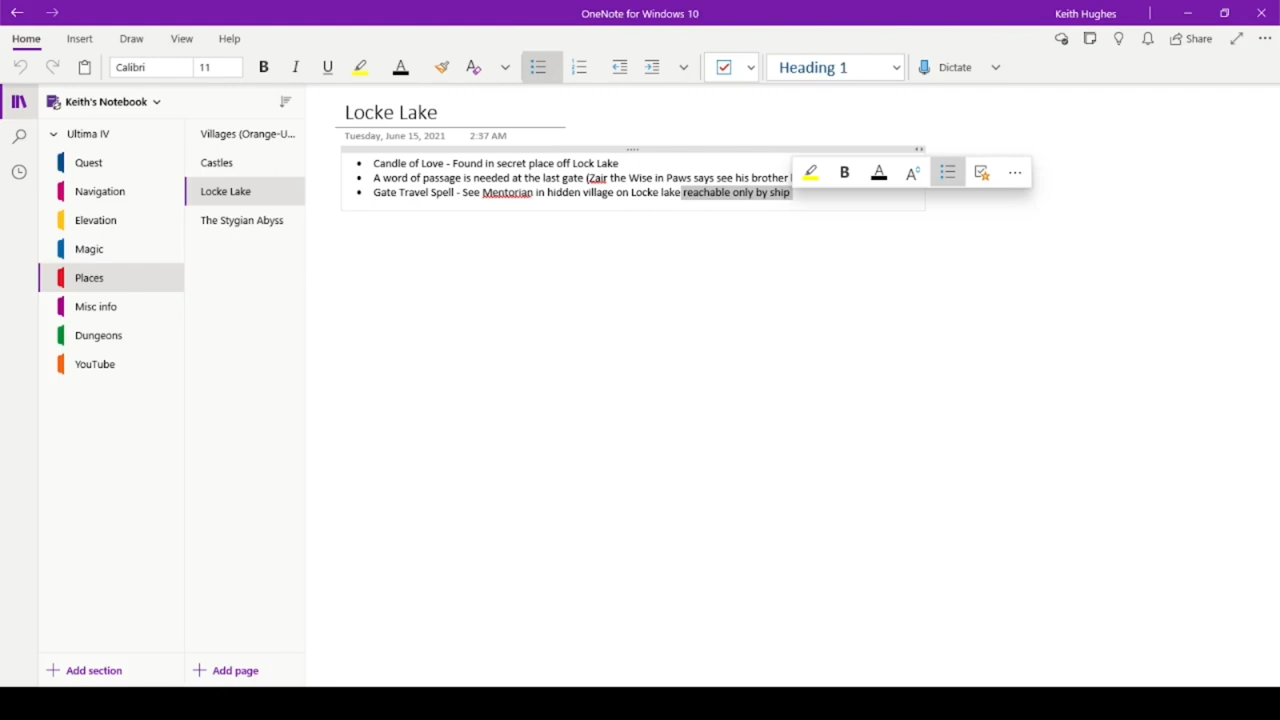 OneNote for Windows 10
Keith Hughes
Home
Insert
Draw
View
Help
Share
Calibri
11
B
I
U
A
A
Heading 1
Dictate
Keith's Notebook
Ultima IV
Quest
Navigation
Elevation
Magic
Places
Misc info
Dungeons
YouTube
Add section
Villages (Orange-U...
Castles
Locke Lake
The Stygian Abyss
Add page
Locke Lake
Tuesday, June 15, 2021 2:37 AM
• Candle of Love - Found in secret place off Lock Lake
• A word of passage is needed at the last gate (Zair the Wise in Paws says see his brother
• Gate Travel Spell - See Mentorian in hidden village on Locke lake reachable only by ship
B
A
A